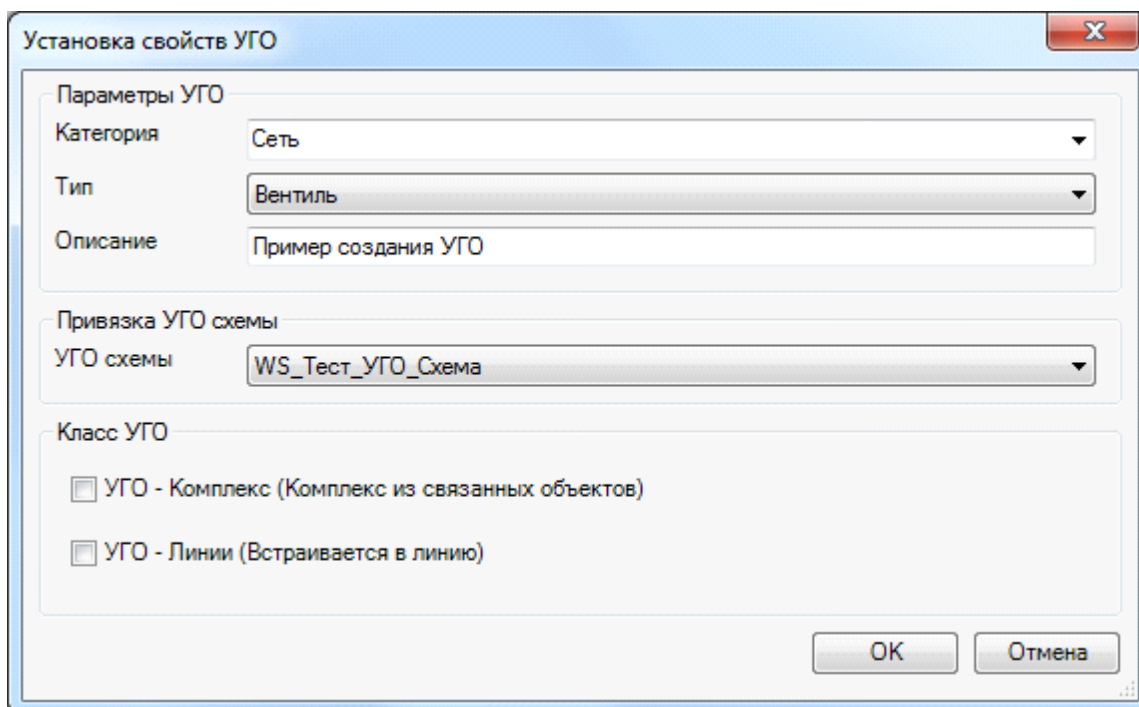 Установка свойств УГО
Параметры УГО
Категория
Сеть
Тип
Вентиль
Описание
Пример создания УГО
Привязка УГО схемы
УГО схемы
WS_Тест_УГО_Схема
Класс УГО
УГО - Комплекс (Комплекс из связанных объектов)
УГО - Линии (Встраивается в линию)
OK
Отмена